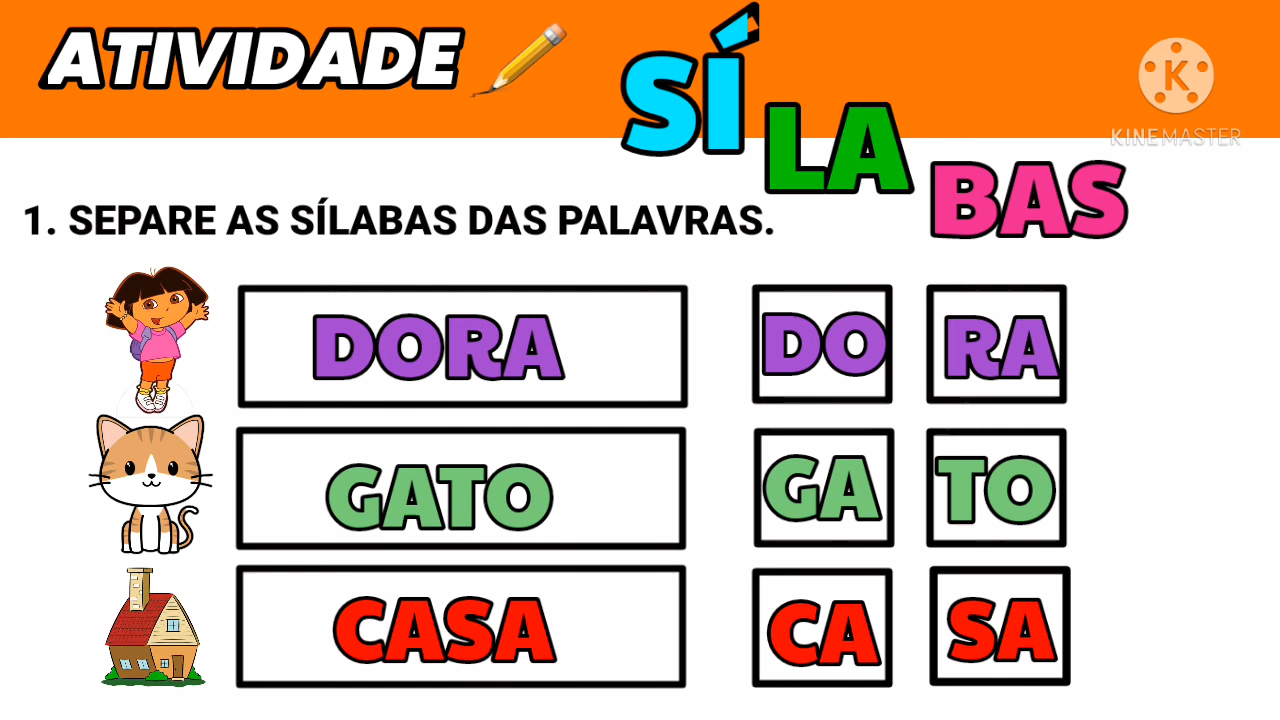 ATIVIDADE
SÍ
LA
BAS
K
KINEMASTER
1. SEPARE AS SÍLABAS DAS PALAVRAS.
DORA DO RA
GATO GA TO
CASA CA SA